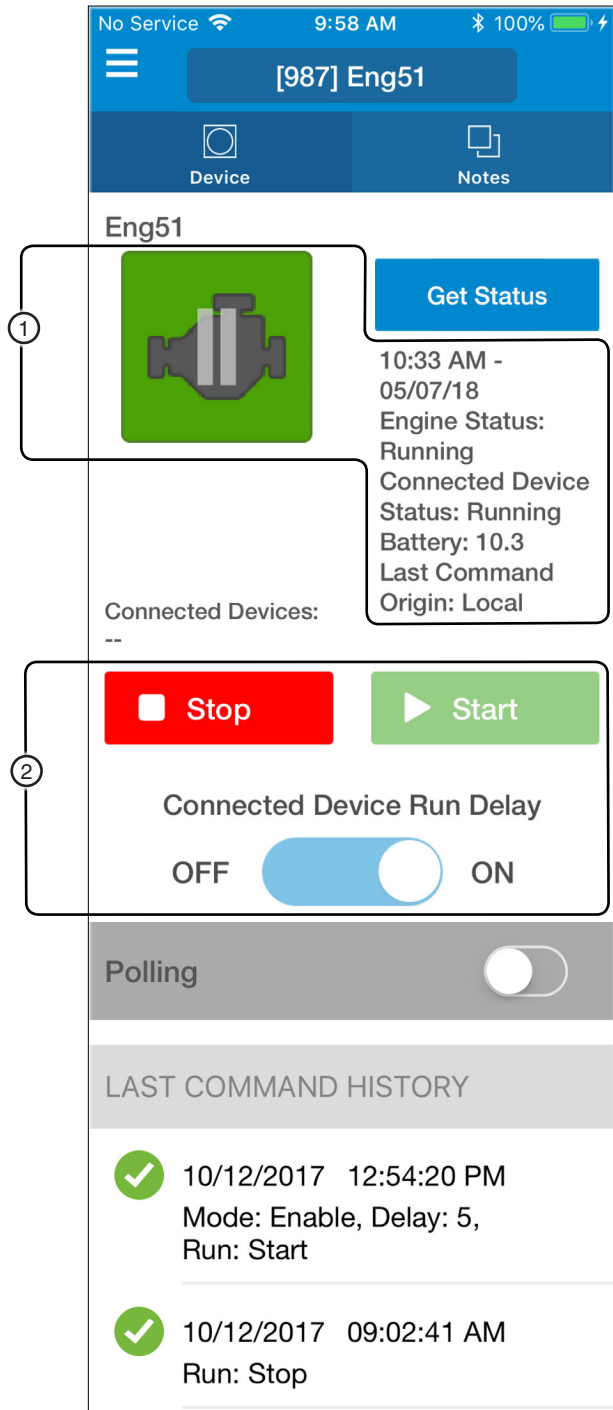 No Service 9:58 AM 100%
[987] Eng51
Device Notes
Eng51
1
Get Status
10:33 AM -
05/07/18
Engine Status:
Running
Connected Device
Status: Running
Battery: 10.3
Last Command
Origin: Local
Connected Devices:
--
2
Stop Start
Connected Device Run Delay
OFF ON
Polling
LAST COMMAND HISTORY
10/12/2017 12:54:20 PM
Mode: Enable, Delay: 5,
Run: Start
10/12/2017 09:02:41 AM
Run: Stop